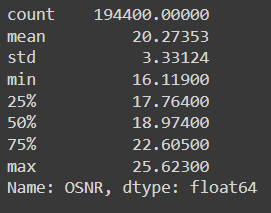 count    194400.00000
mean         20.27353
std           3.33124
min          16.11900
25%          17.76400
50%          18.97400
75%          22.60500
max          25.62300
Name: OSNR, dtype: float64